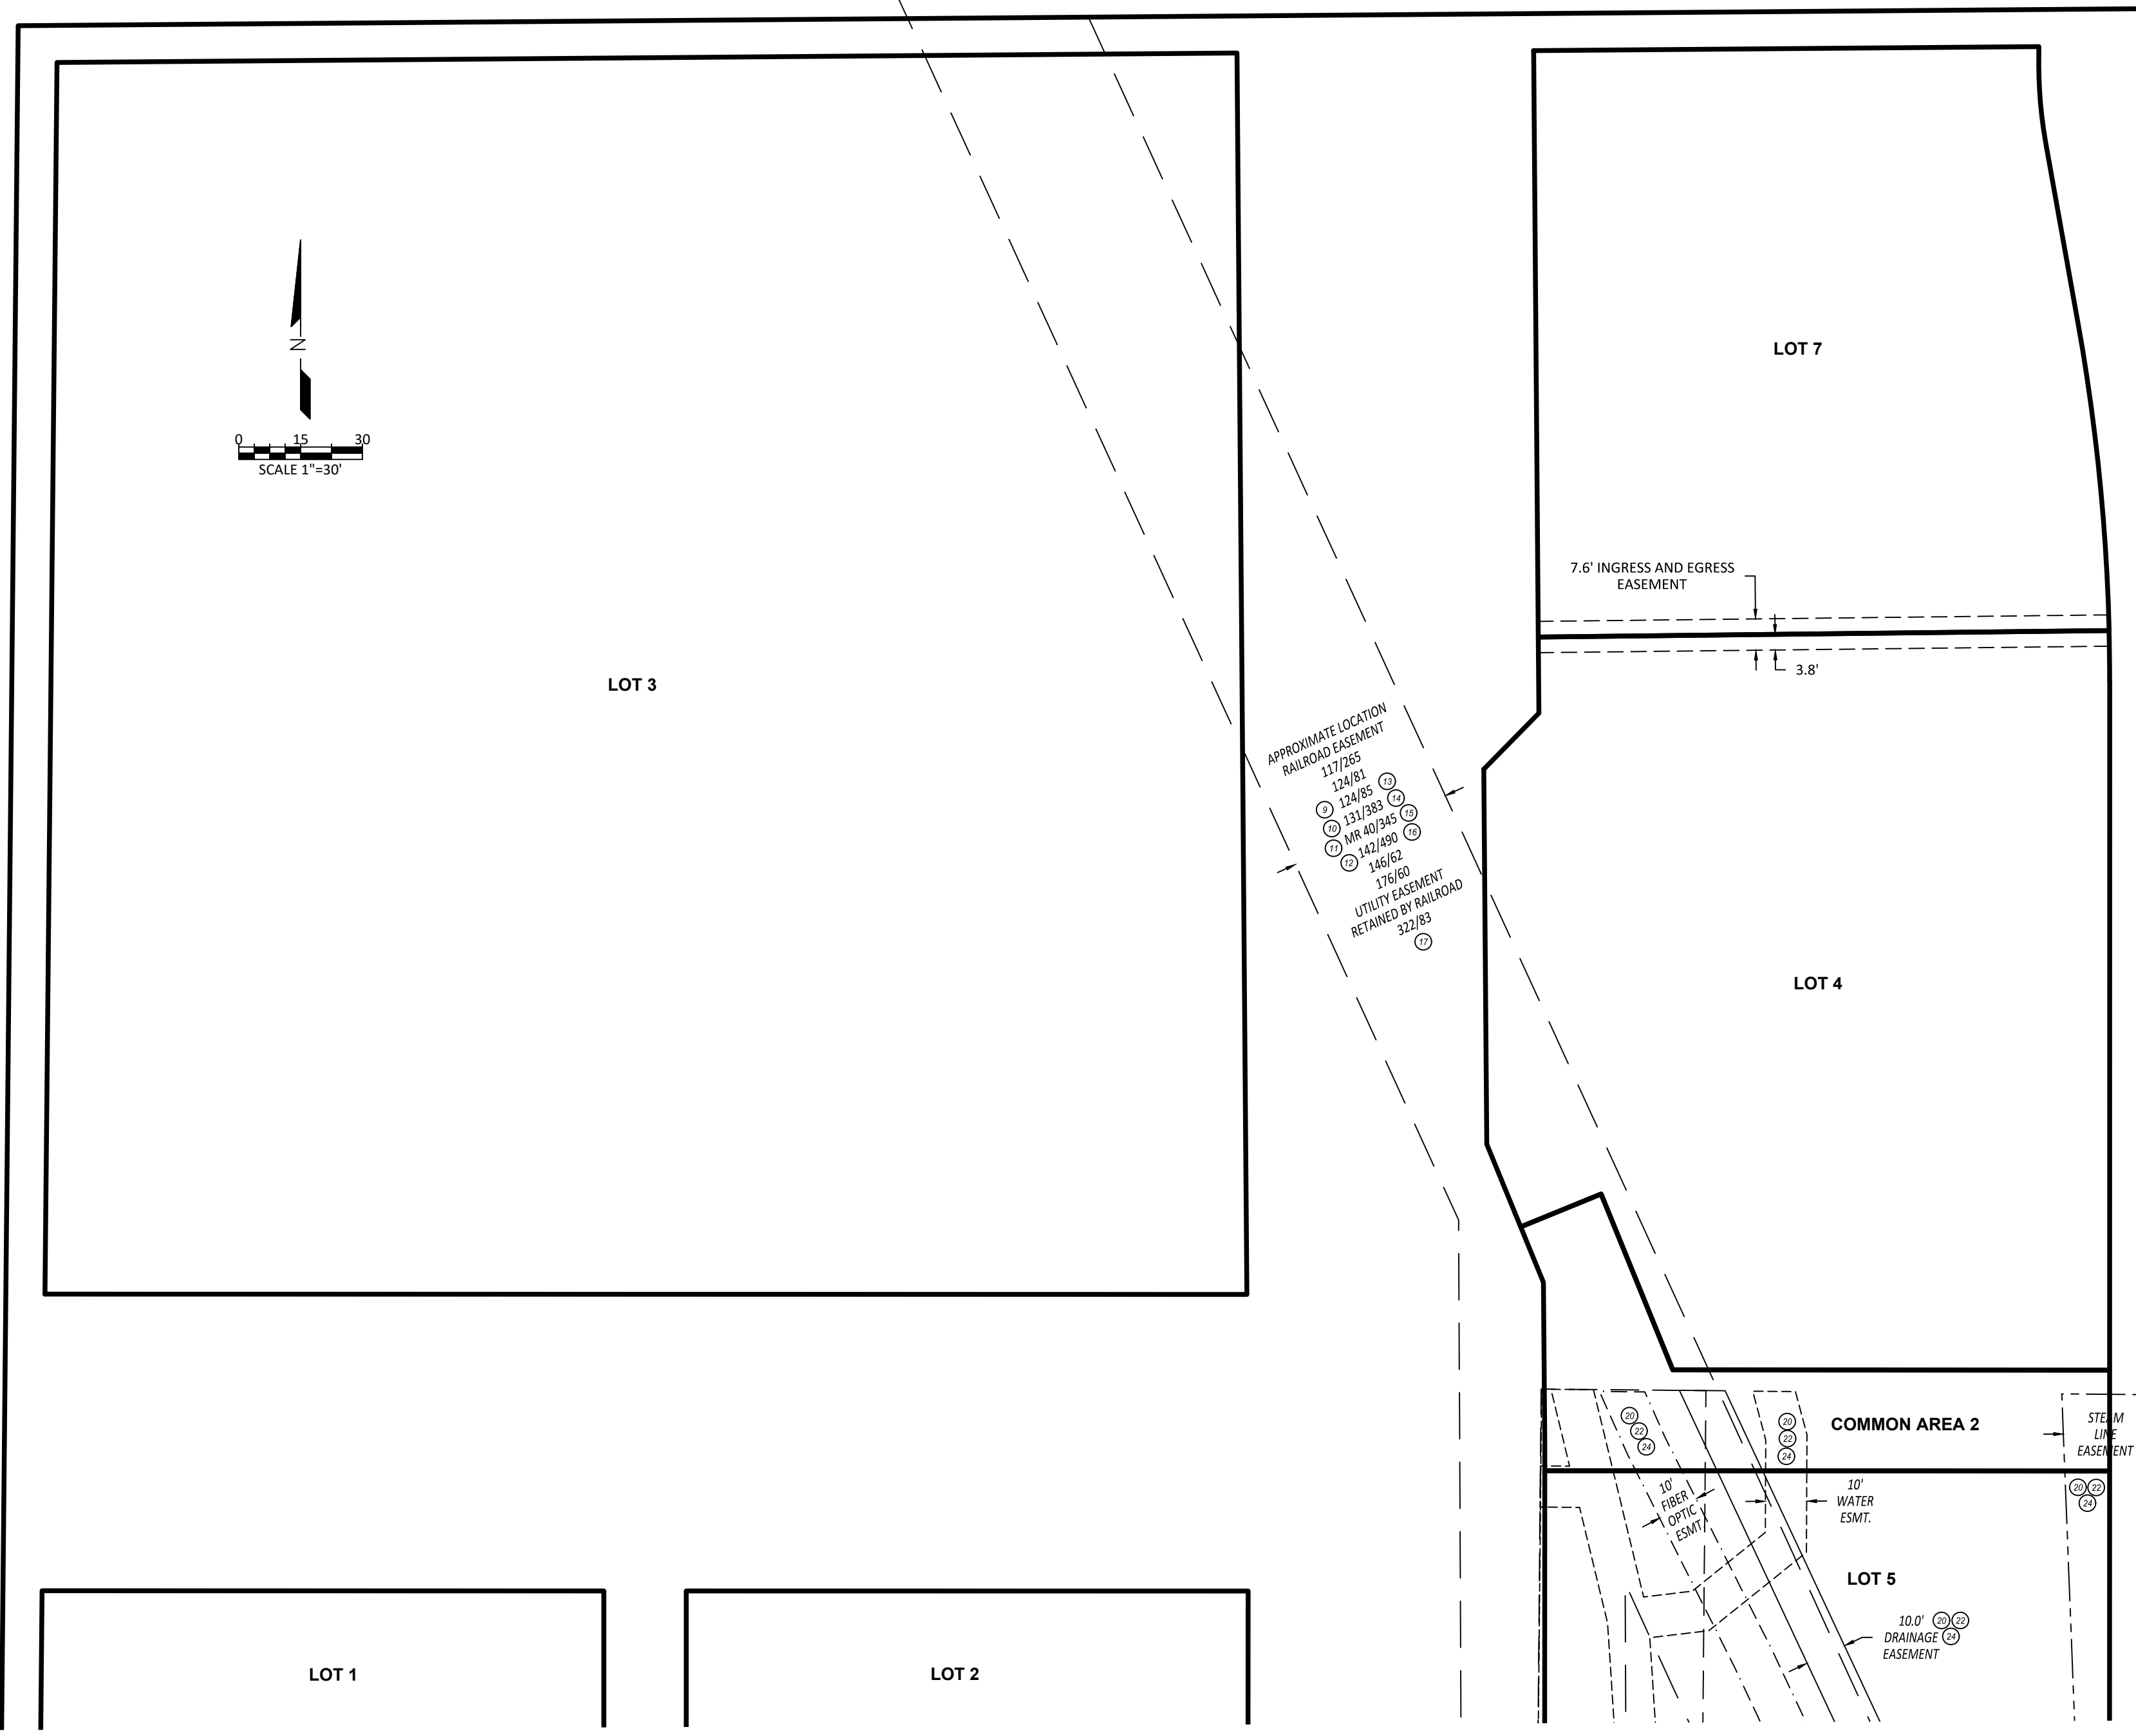 LOT 7
N
0 15 30
SCALE 1"=30'
7.6' INGRESS AND EGRESS
EASEMENT
3.8'
LOT 3
APPROXIMATE LOCATION
RAILROAD EASEMENT
117/265
124/81
9 124/85 13
10 131/383 14
11 MR 40/345 15
12 142/490 16
146/62
176/60
UTILITY EASEMENT
RETAINED BY RAILROAD
322/83
17
LOT 4
20
22
24
20
22
24
COMMON AREA 2
STEAM
LINE
EASEMENT
20 22
24
10'
FIBER
OPTIC
ESMT.
10'
WATER
ESMT.
LOT 5
10.0' 20 22
DRAINAGE 24
EASEMENT
LOT 1
LOT 2